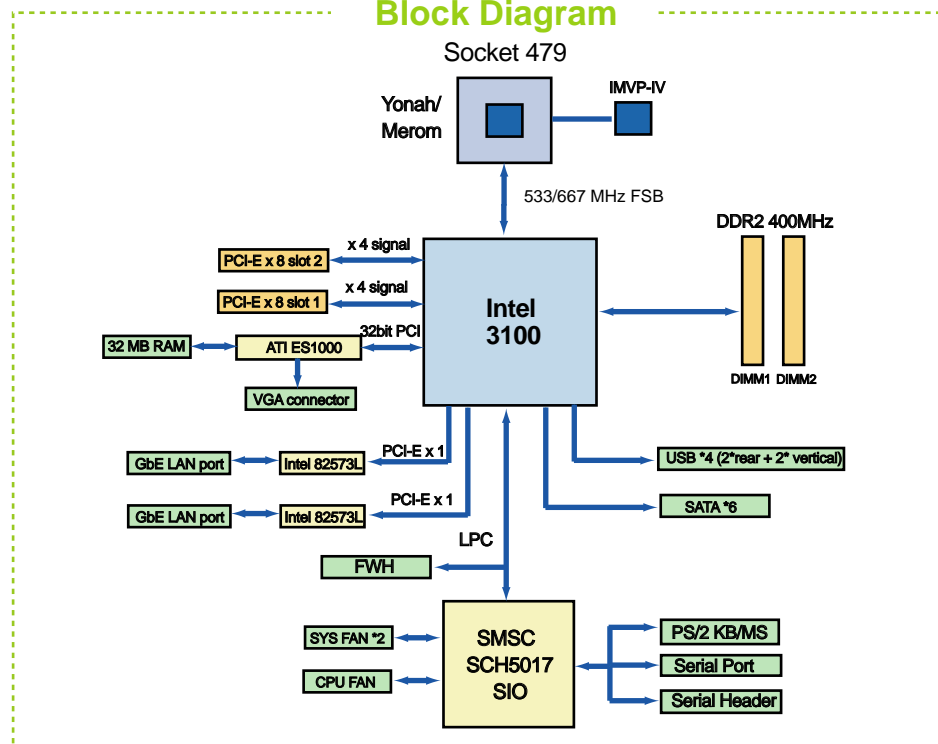 Block Diagram
Socket 479
Yonah/
Merom
IMVP-IV
533/667 MHz FSB
DDR2 400MHz
x 4 signal
PCI-E x 8 slot 2
x 4 signal
PCI-E x 8 slot 1
Intel
3100
32bit PCI
32 MB RAM
ATI ES1000
DIMM1
DIMM2
VGA connector
PCI-E x 1
GbE LAN port
Intel 82573L
USB *4 (2*rear + 2* vertical)
PCI-E x 1
GbE LAN port
Intel 82573L
SATA *6
LPC
FWH
SYS FAN *2
CPU FAN
SMSC
SCH5017
SIO
PS/2 KB/MS
Serial Port
Serial Header